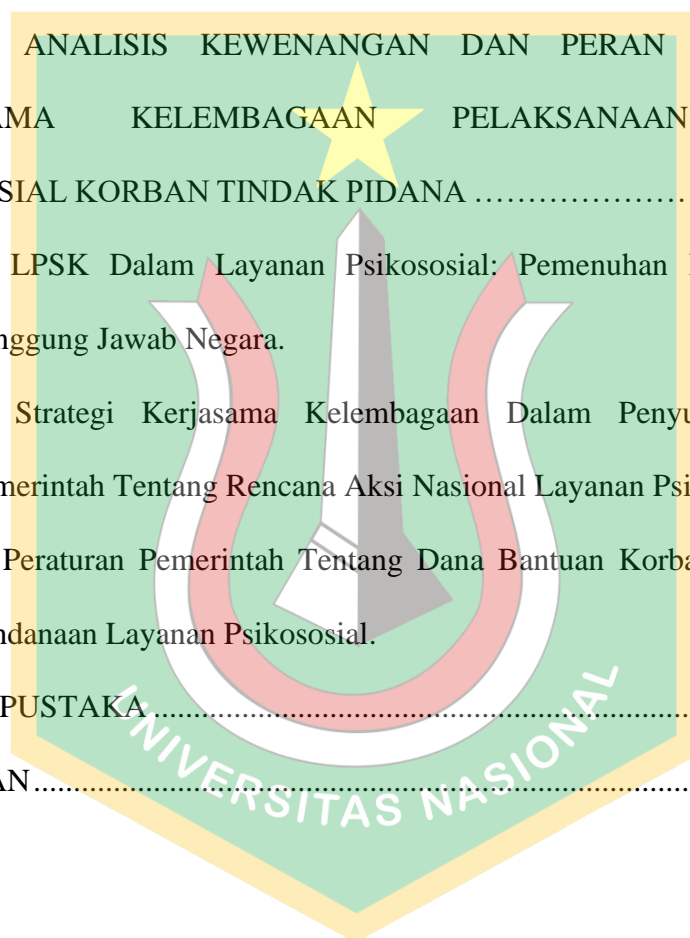 ANALISIS KEWENANGAN DAN PERAN
AMA KELEMBAGAAN PELAKSANAAN
SIAL KORBAN TINDAK PIDANA …………………
LPSK Dalam Layanan Psikososial: Pemenuhan
nggung Jawab Negara.
Strategi Kerjasama Kelembagaan Dalam Penyu
merintah Tentang Rencana Aksi Nasional Layanan Psi
Peraturan Pemerintah Tentang Dana Bantuan Korba
ndanaan Layanan Psikososial.
PUSTAKA ................................................................................
AN ................................................................................................
UNIVERSITAS NASIONAL